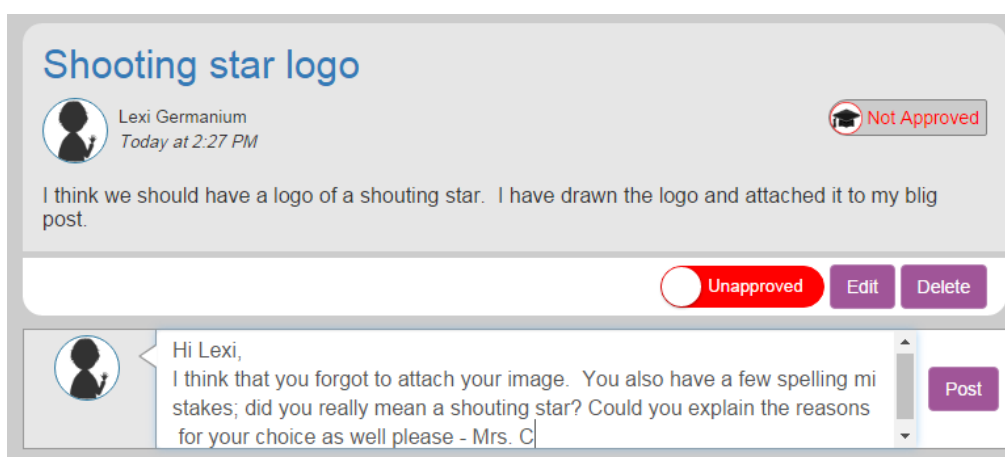 Shooting star logo
Lexi Germanium
Today at 2:27 PM
Not Approved
I think we should have a logo of a shouting star.  I have drawn the logo and attached it to my blig
post.
Unapproved
Edit
Delete
Hi Lexi,
I think that you forgot to attach your image.  You also have a few spelling mi
stakes; did you really mean a shouting star? Could you explain the reasons
for your choice as well please - Mrs. C
Post